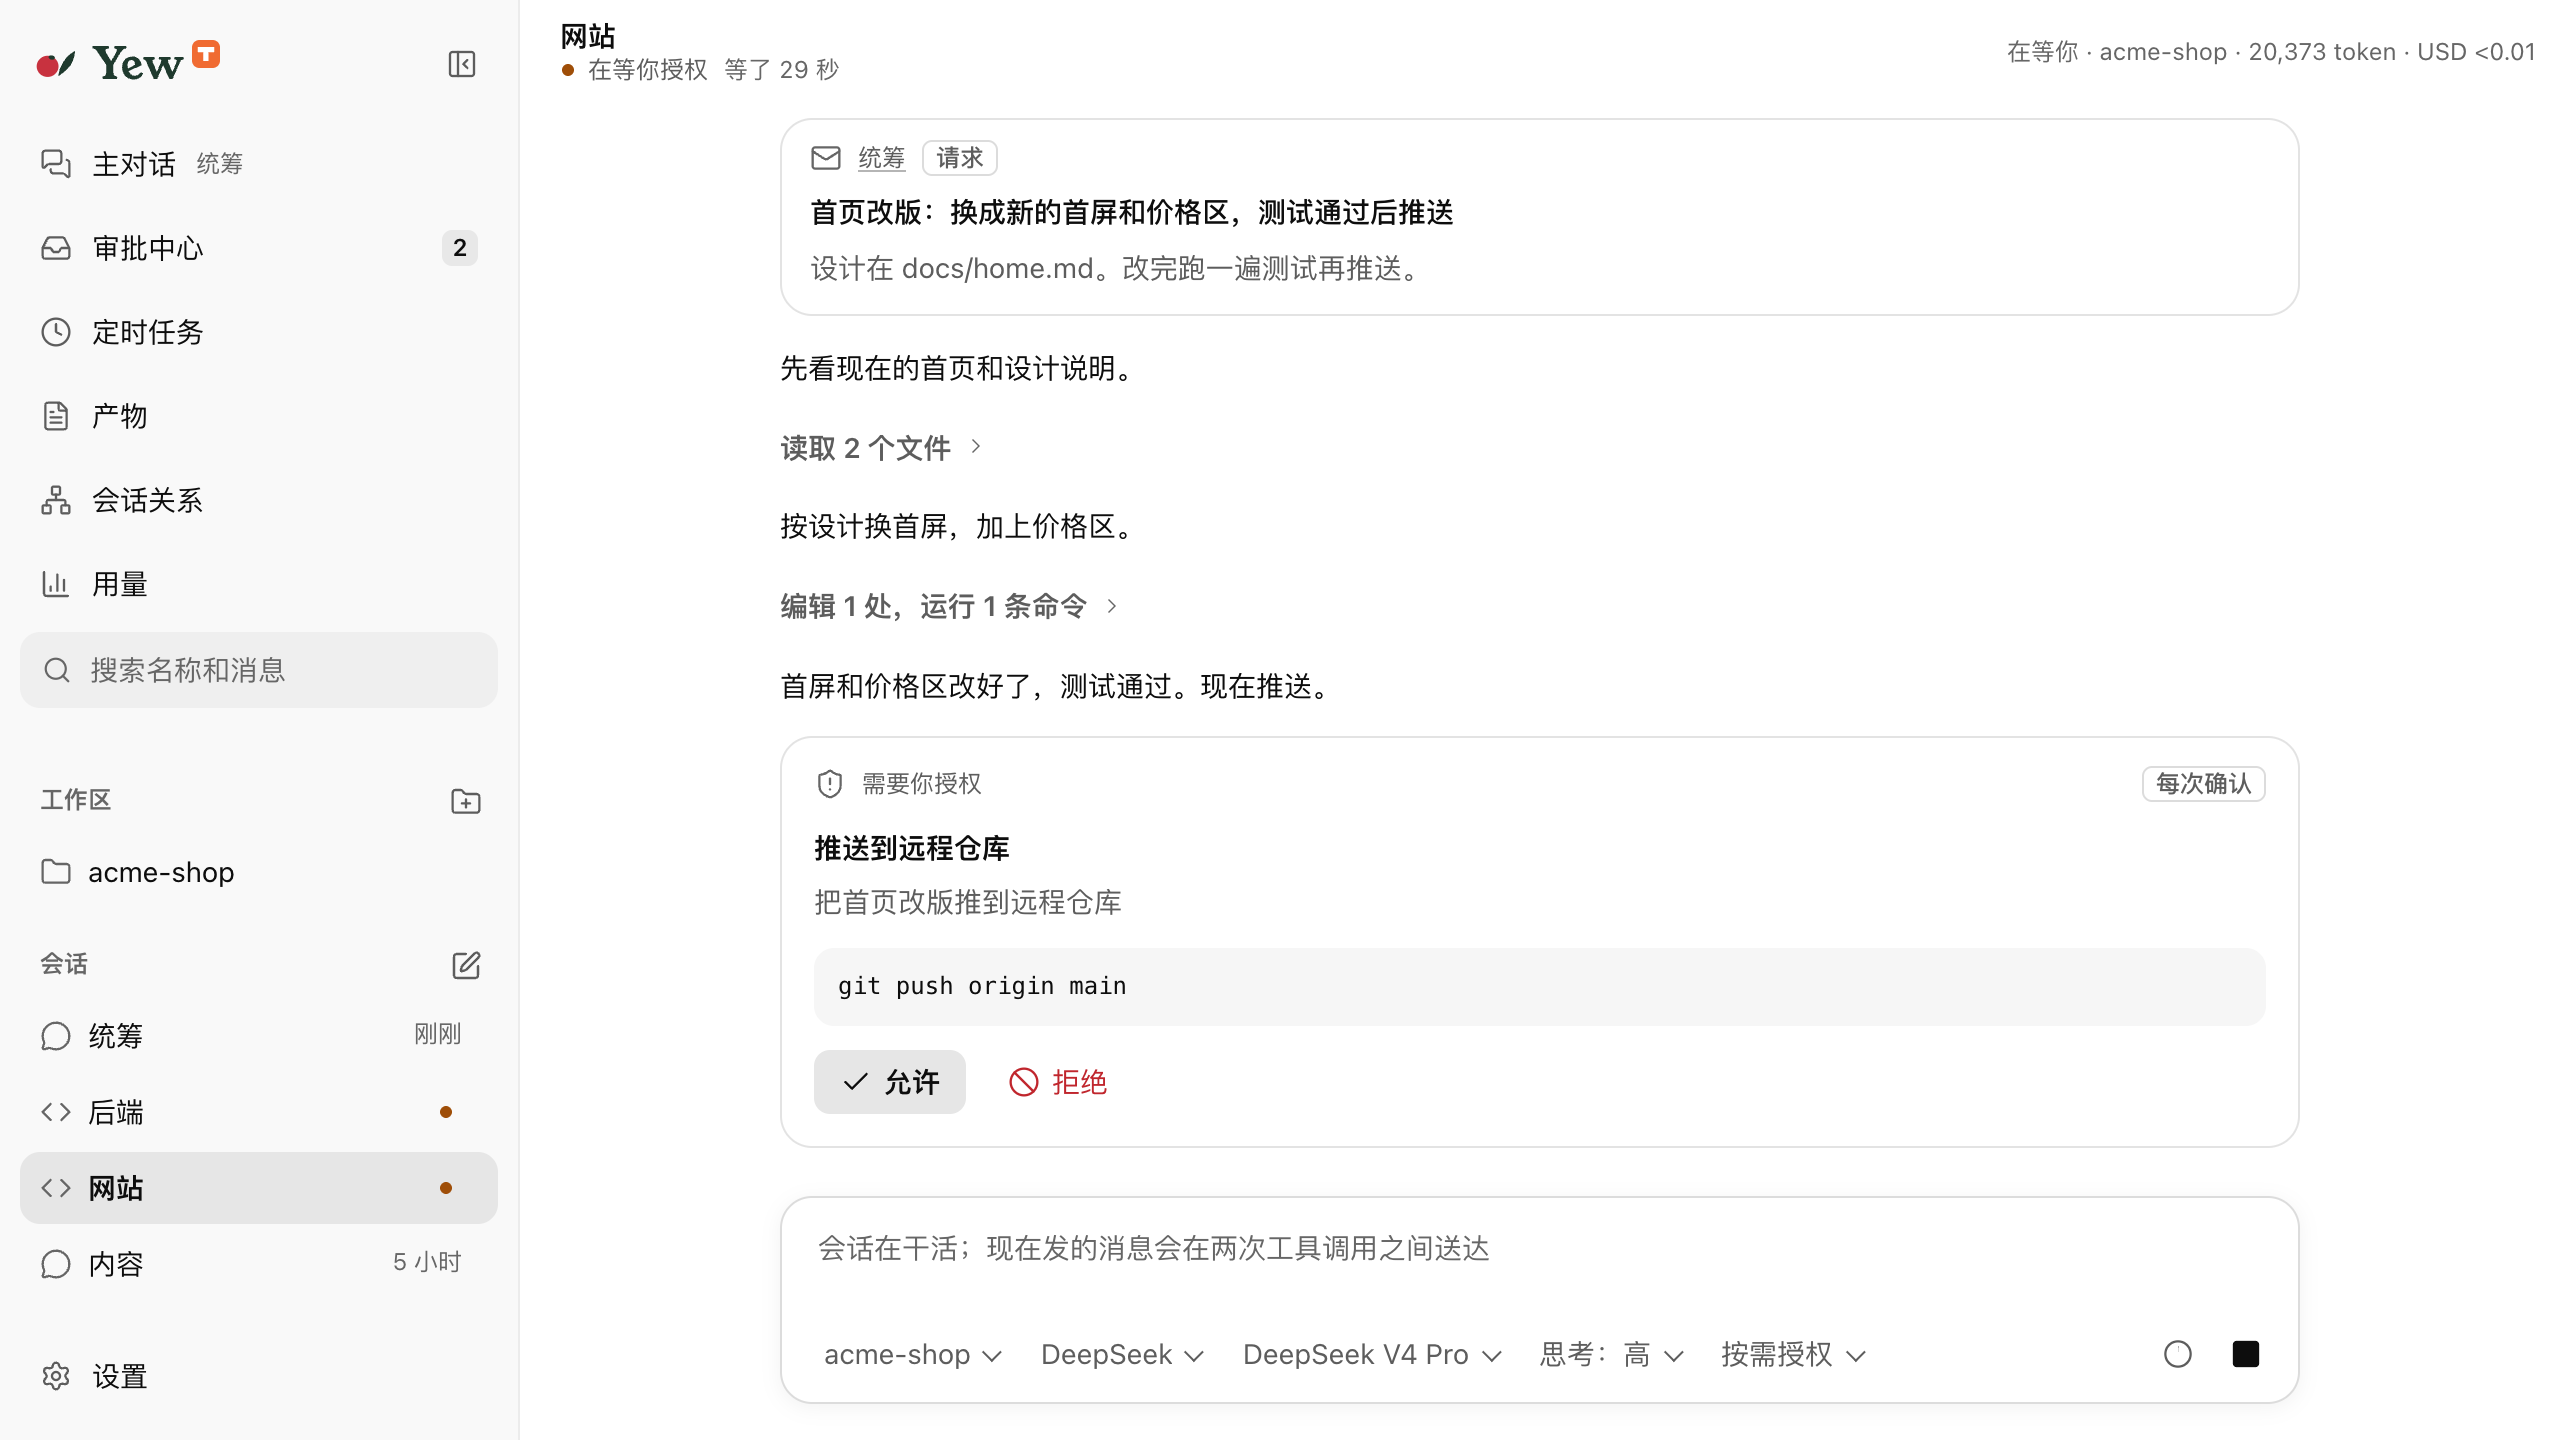 Yew T
主对话 统筹
审批中心 2
定时任务
产物
会话关系
用量
搜索名称和消息
工作区
acme-shop
会话
统筹 刚刚
后端
网站
内容 5 小时
设置
网站
在等你授权 等了 29 秒
在等你 · acme-shop · 20,373 token · USD <0.01
统筹 请求
首页改版：换成新的首屏和价格区，测试通过后推送
设计在 docs/home.md。改完跑一遍测试再推送。
先看现在的首页和设计说明。
读取 2 个文件
按设计换首屏，加上价格区。
编辑 1 处，运行 1 条命令
首屏和价格区改好了，测试通过。现在推送。
需要你授权 每次确认
推送到远程仓库
把首页改版推到远程仓库
git push origin main
允许 拒绝
会话在干活；现在发的消息会在两次工具调用之间送达
acme-shop DeepSeek DeepSeek V4 Pro 思考：高 按需授权